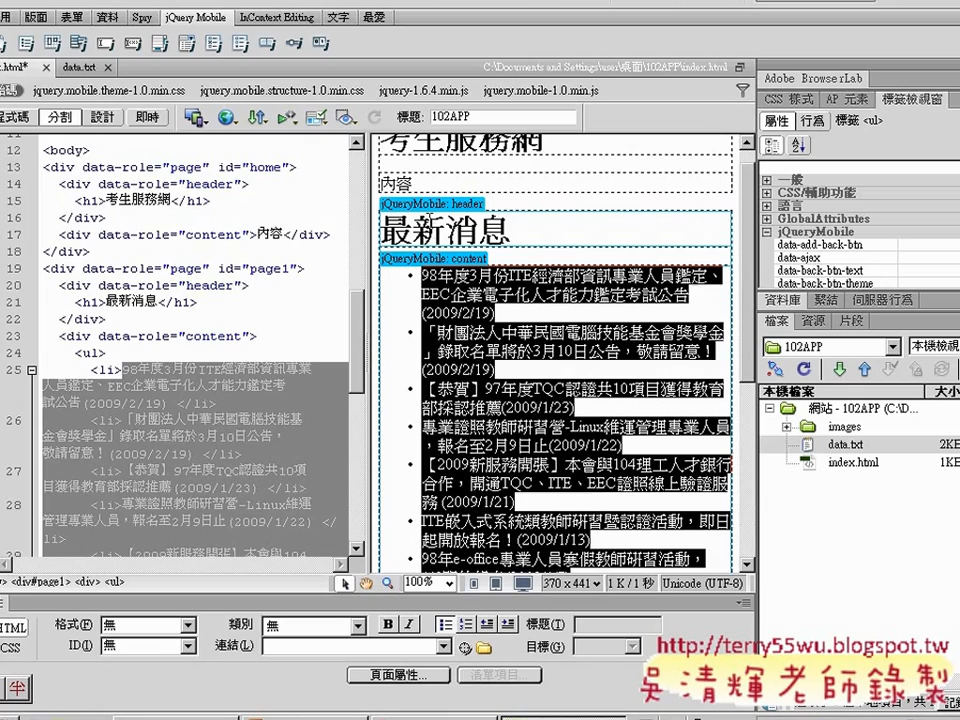 用 版面 表單 資料 Spry jQuery Mobile InContext Editing 文字 最愛
.html* × data.txt × C:\Documents and Settings\user\桌面\102APP\index.html
jquery.mobile.theme-1.0.min.css jquery.mobile.structure-1.0.min.css jquery-1.6.4.min.js jquery.mobile-1.0.min.js
程式碼 分割 設計 即時 標題: 102APP
12 <body>
13 <div data-role="page" id="home">
14 <div data-role="header">
15 <h1>考生服務網</h1>
16 </div>
17 <div data-role="content">內容</div>
18 </div>
19 <div data-role="page" id="page1">
20 <div data-role="header">
21 <h1>最新消息</h1>
22 </div>
23 <div data-role="content">
24 <ul>
25 <li>98年度3月份ITE經濟部資訊專業
人員鑑定、EEC企業電子化人才能力鑑定考
試公告(2009/2/19) </li>
26 <li>「財團法人中華民國電腦技能基
金會獎學金」錄取名單將於3月10日公告，
敬請留意！(2009/2/19) </li>
27 <li>【恭賀】97年度TQC認證共10項
目獲得教育部採認推薦(2009/1/23) </li>
28 <li>專業證照教師研習營-Linux維運
管理專業人員，報名至2月9日止(2009/1/22) </
li>
29 <li>【2009新服務開張】本會與104
考生服務網
內容
jQueryMobile: header
最新消息
jQueryMobile: content
• 98年度3月份ITE經濟部資訊專業人員鑑定、
EEC企業電子化人才能力鑑定考試公告
(2009/2/19)
• 「財團法人中華民國電腦技能基金會獎學金
」錄取名單將於3月10日公告，敬請留意！
(2009/2/19)
• 【恭賀】97年度TQC認證共10項目獲得教育
部採認推薦(2009/1/23)
• 專業證照教師研習營-Linux維運管理專業人員
，報名至2月9日止(2009/1/22)
• 【2009新服務開張】本會與104理工人才銀行
合作，開通TQC、ITE、EEC證照線上驗證服
務 (2009/1/21)
• ITE嵌入式系統類教師研習暨認證活動，即日
起開放報名！(2009/1/13)
• 98年e-office專業人員寒假教師研習活動，
<div#page1> <div> <ul>
100% 370 x 441 1 K / 1 秒 Unicode (UTF-8)
HTML 格式(F) 無 類別 無 B I 標題(T)
CSS ID(I) 無 連結(L) 目標(G)
頁面屬性... 清單項目...
半
Adobe BrowserLab
CSS 樣式 AP 元素 標籤檢視窗
屬性 行為 標籤 <ul>
一般
CSS/輔助功能
語言
GlobalAttributes
jQueryMobile
data-add-back-btn
data-ajax
data-back-btn-text
data-back-btn-theme
資料庫 繫結 伺服器行為
檔案 資源 片段
102APP 本機檢視
本機檔案 大小
網站 - 102APP (C:\D...
images
data.txt 2KE
index.html 1KE
http://terry55wu.blogspot.tw
吳清輝老師錄製